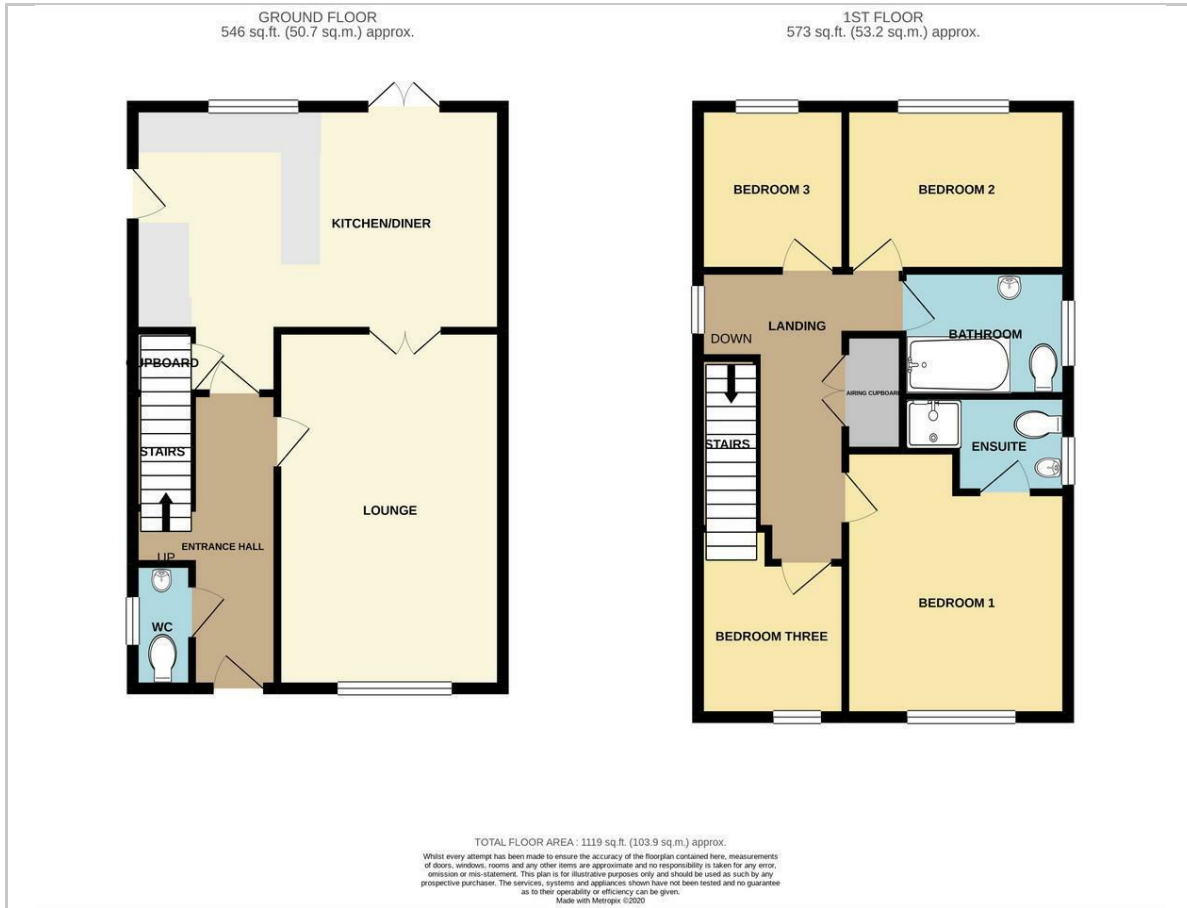 GROUND FLOOR
546 sq.ft. (50.7 sq.m.) approx.
KITCHEN/DINER
CUPBOARD
STAIRS
LOUNGE
ENTRANCE HALL
UP
WC
1ST FLOOR
573 sq.ft. (53.2 sq.m.) approx.
BEDROOM 3
BEDROOM 2
LANDING
DOWN
BATHROOM
AIRING CUPBOARD
STAIRS
ENSUITE
BEDROOM 1
BEDROOM THREE
TOTAL FLOOR AREA : 1119 sq.ft. (103.9 sq.m.) approx.
Whilst every attempt has been made to ensure the accuracy of the floorplan contained here, measurements
of doors, windows, rooms and any other items are approximate and no responsibility is taken for any error,
omission or mis-statement. This plan is for illustrative purposes only and should be used as such by any
prospective purchaser. The services, systems and appliances shown have not been tested and no guarantee
as to their operability or efficiency can be given.
Made with Metropix ©2020